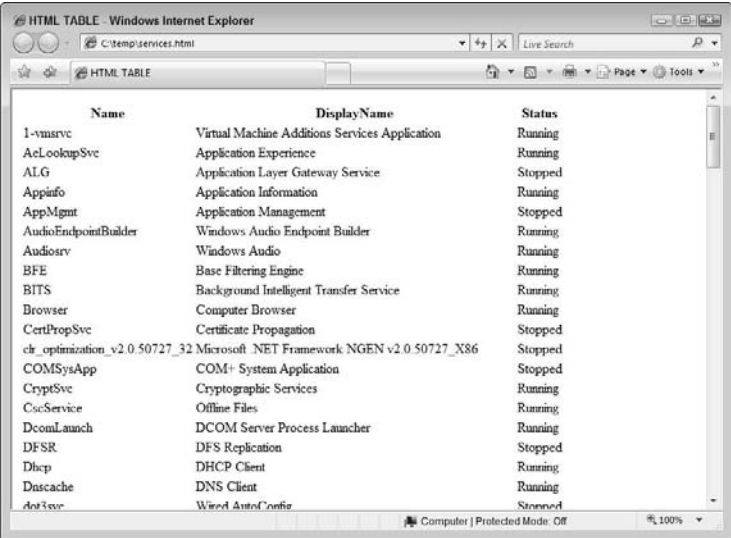 HTML TABLE - Windows Internet Explorer
C:\temp\services.html
Live Search
HTML TABLE
Page Tools
Name DisplayName Status
1-vmsrvc Virtual Machine Additions Services Application Running
AeLookupSvc Application Experience Running
ALG Application Layer Gateway Service Stopped
Appinfo Application Information Running
AppMgmt Application Management Stopped
AudioEndpointBuilder Windows Audio Endpoint Builder Running
Audiosrv Windows Audio Running
BFE Base Filtering Engine Running
BITS Background Intelligent Transfer Service Running
Browser Computer Browser Running
CertPropSvc Certificate Propagation Stopped
clr_optimization_v2.0.50727_32 Microsoft .NET Framework NGEN v2.0.50727_X86 Stopped
COMSysApp COM+ System Application Stopped
CryptSvc Cryptographic Services Running
CscService Offline Files Running
DcomLaunch DCOM Server Process Launcher Running
DFSR DFS Replication Stopped
Dhcp DHCP Client Running
Dnscache DNS Client Running
dot3svc Wired AutoConfig Stopped
Computer | Protected Mode: Off 100%